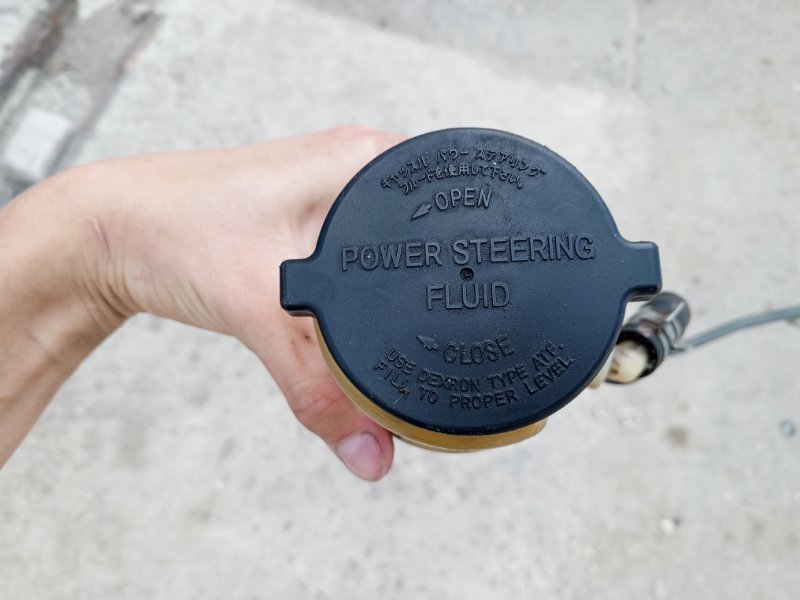 キャッスル パワー ステアリング
フルードを使用して下さい。
OPEN
POWER STEERING
FLUID
CLOSE
USE DEXRON TYPE ATF.
FILL TO PROPER LEVEL.